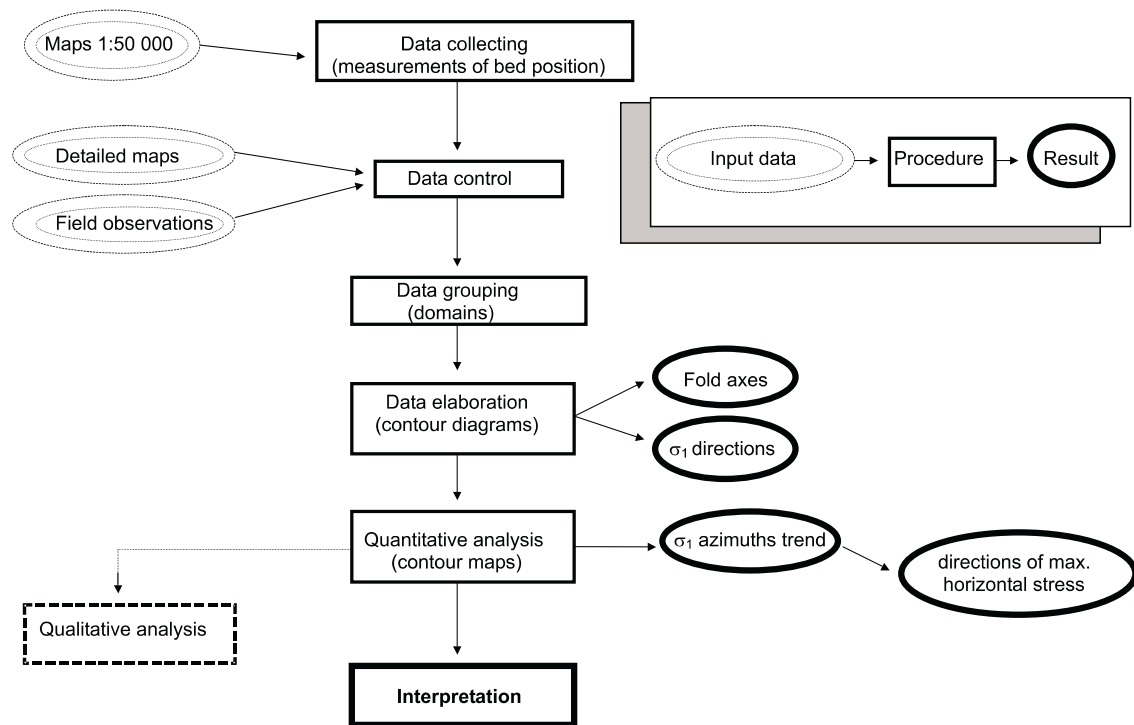 Maps 1:50 000
Data collecting
(measurements of bed position)
Detailed maps
Field observations
Data control
Input data
Procedure
Result
Data grouping
(domains)
Data elaboration
(contour diagrams)
Fold axes
σ₁ directions
Quantitative analysis
(contour maps)
σ₁ azimuths trend
directions of max.
horizontal stress
Qualitative analysis
Interpretation